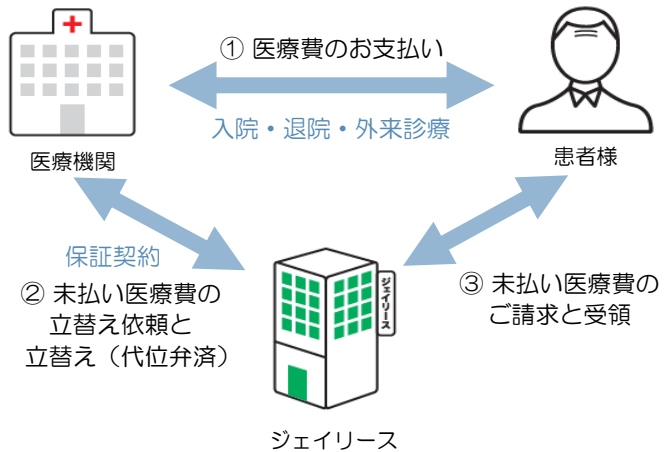 ① 医療費のお支払い
入院・退院・外来診療
医療機関
患者様
保証契約
② 未払い医療費の
立替え依頼と
立替え（代位弁済）
③ 未払い医療費の
ご請求と受領
ジェイリース
ジェイリース